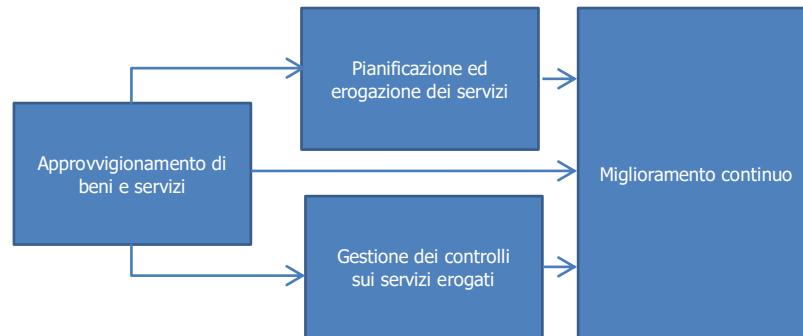 Pianificazione ed
erogazione dei servizi
Approvvigionamento di
beni e servizi
Miglioramento continuo
Gestione dei controlli
sui servizi erogati